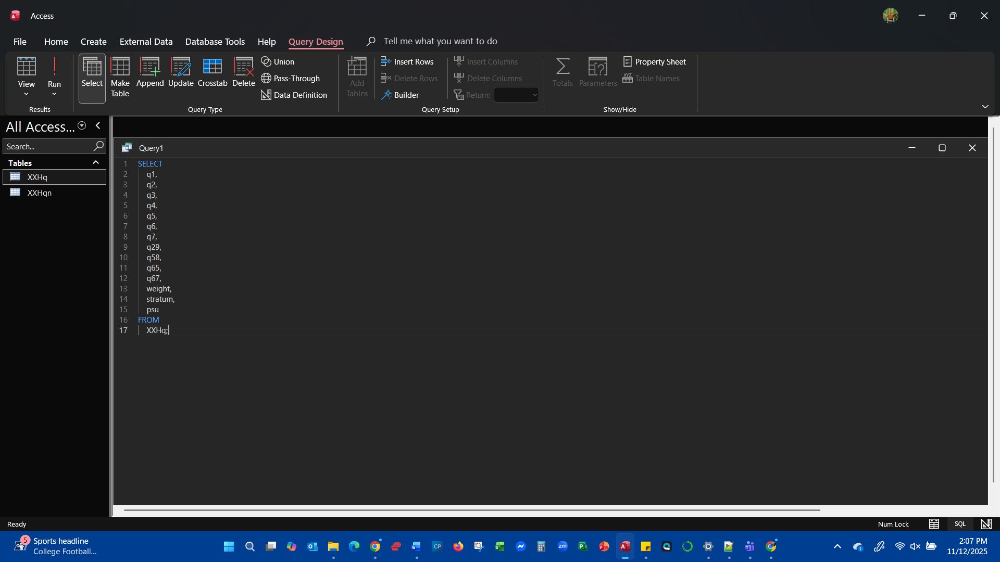 Access
File Home Create External Data Database Tools Help Query Design Tell me what you want to do
View Run Select Make Table Append Update Crosstab Delete
Union
Pass-Through
Data Definition
Add Tables
Insert Rows
Delete Rows
Builder
Insert Columns
Delete Columns
Return:
Totals Parameters
Property Sheet
Table Names
Results Query Type Query Setup Show/Hide
All Access...
Search...
Tables
XXHq
XXHqn
Query1
1 SELECT
2 q1,
3 q2,
4 q3,
5 q4,
6 q5,
7 q6,
8 q7,
9 q29,
10 q58,
11 q65,
12 q67,
13 weight,
14 stratum,
15 psu
16 FROM
17 XXHq;
Ready Num Lock SQL
5 Sports headline
College Football...
2:07 PM
11/12/2025